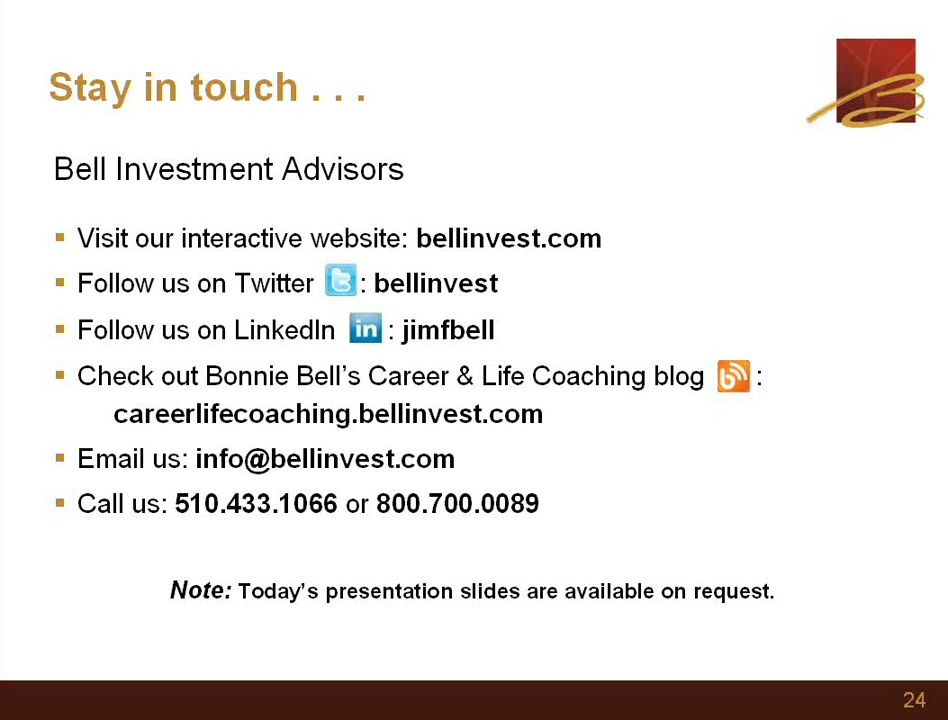 Stay in touch . . .
Bell Investment Advisors
▪ Visit our interactive website: bellinvest.com
▪ Follow us on Twitter : bellinvest
▪ Follow us on LinkedIn in : jimfbell
▪ Check out Bonnie Bell’s Career & Life Coaching blog :
careerlifecoaching.bellinvest.com
▪ Email us: info@bellinvest.com
▪ Call us: 510.433.1066 or 800.700.0089
Note: Today’s presentation slides are available on request.
24